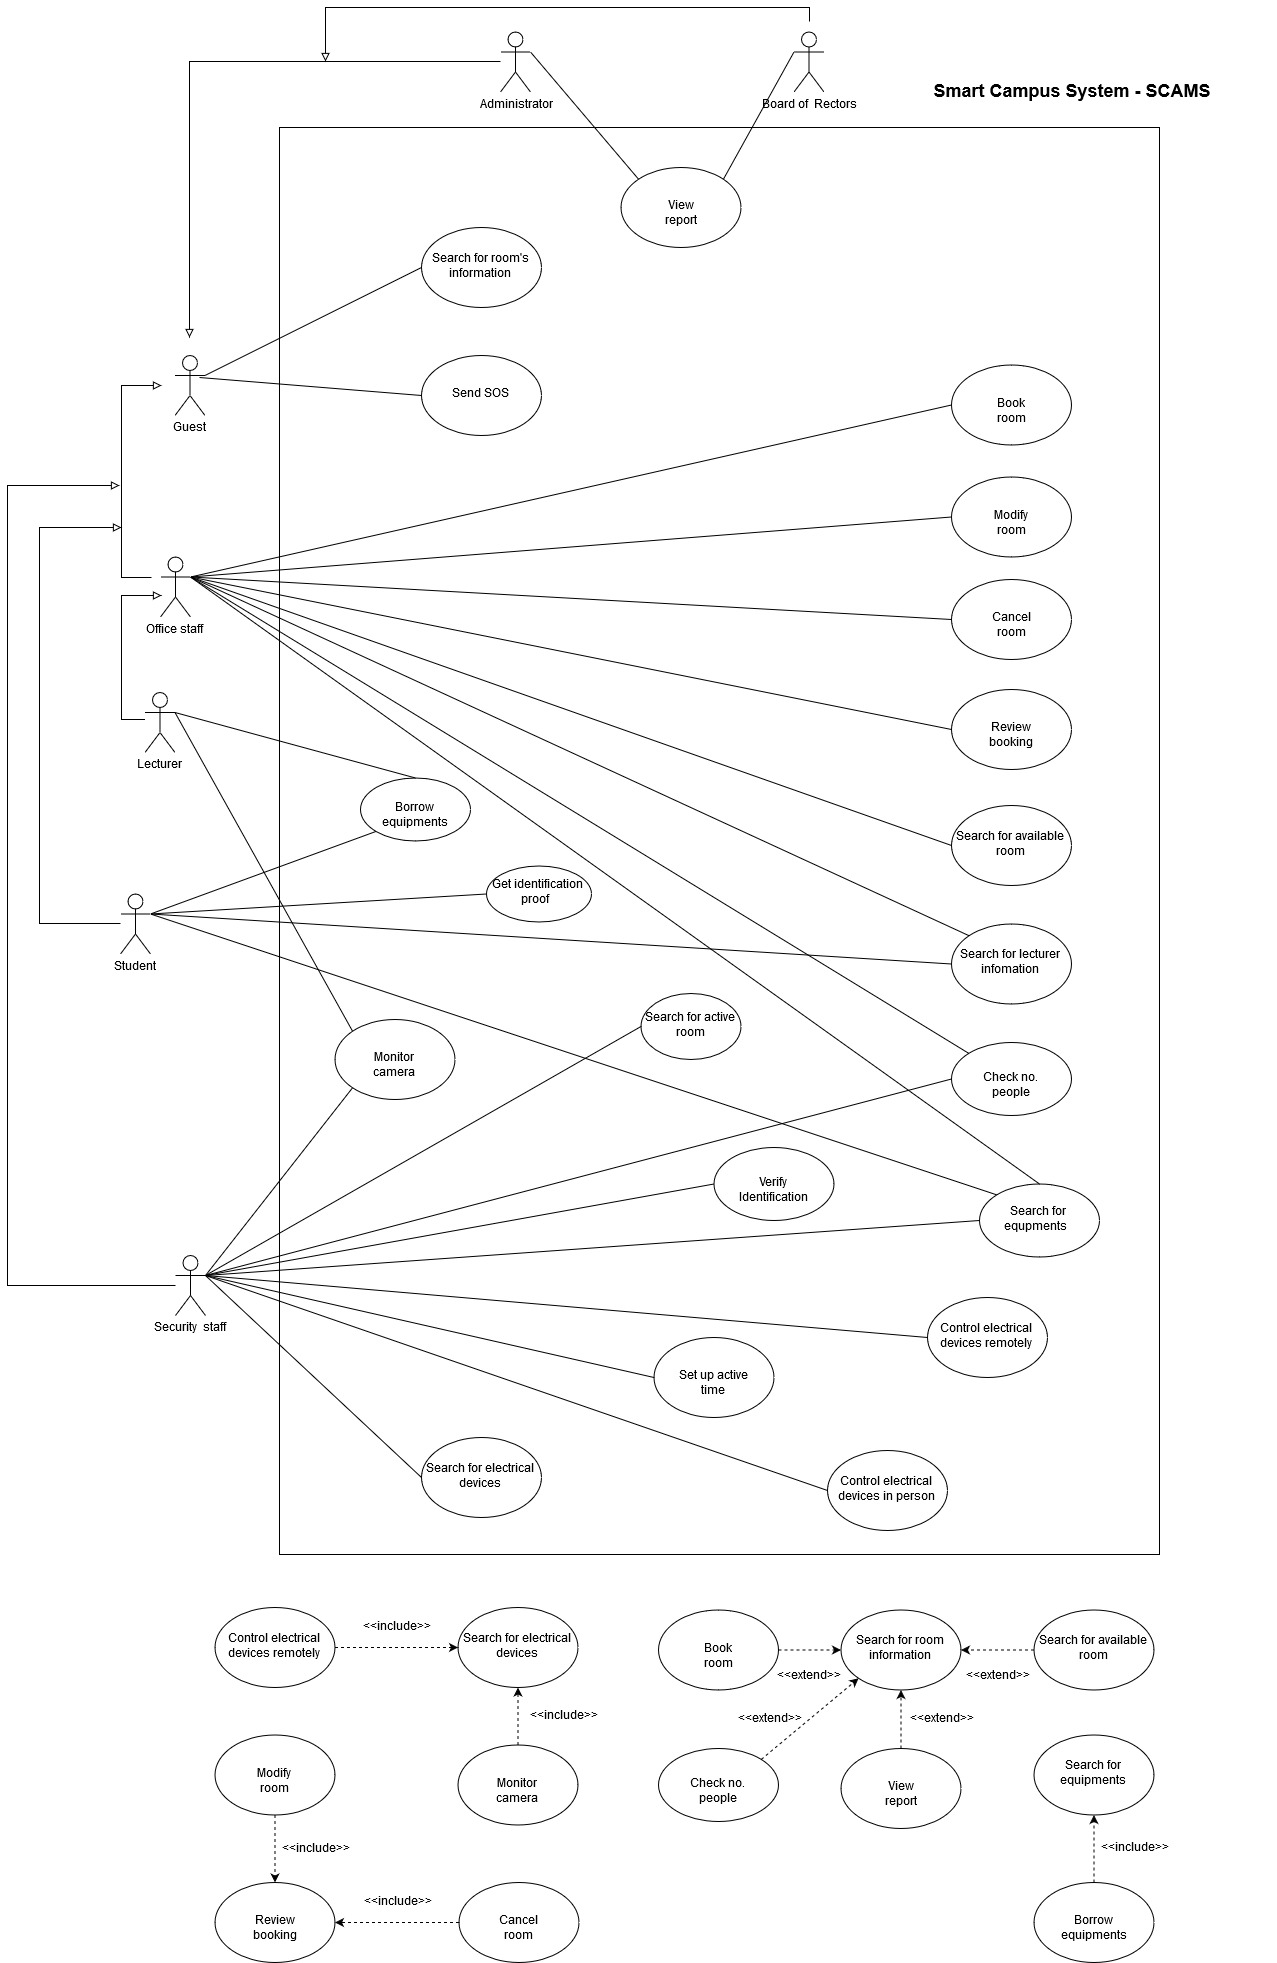 Administrator
Board of Rectors
Smart Campus System - SCAMS
View
report
Search for room's
information
Send SOS
Guest
Book
room
Modify
room
Office staff
Cancel
room
Review
booking
Lecturer
Borrow
equipments
Search for available
room
Get identification
proof
Student
Search for lecturer
infomation
Search for active
room
Monitor
camera
Check no.
people
Verify
Identification
Search for
equpments
Security staff
Control electrical
devices remotely
Set up active
time
Search for electrical
devices
Control electrical
devices in person
Control electrical
devices remotely
<<include>>
Search for electrical
devices
<<include>>
Monitor
camera
Modify
room
<<include>>
Review
booking
<<include>>
Cancel
room
Book
room
<<extend>>
Search for room
information
<<extend>>
Search for available
room
<<extend>>
<<extend>>
Check no.
people
View
report
Search for
equipments
<<include>>
Borrow
equipments